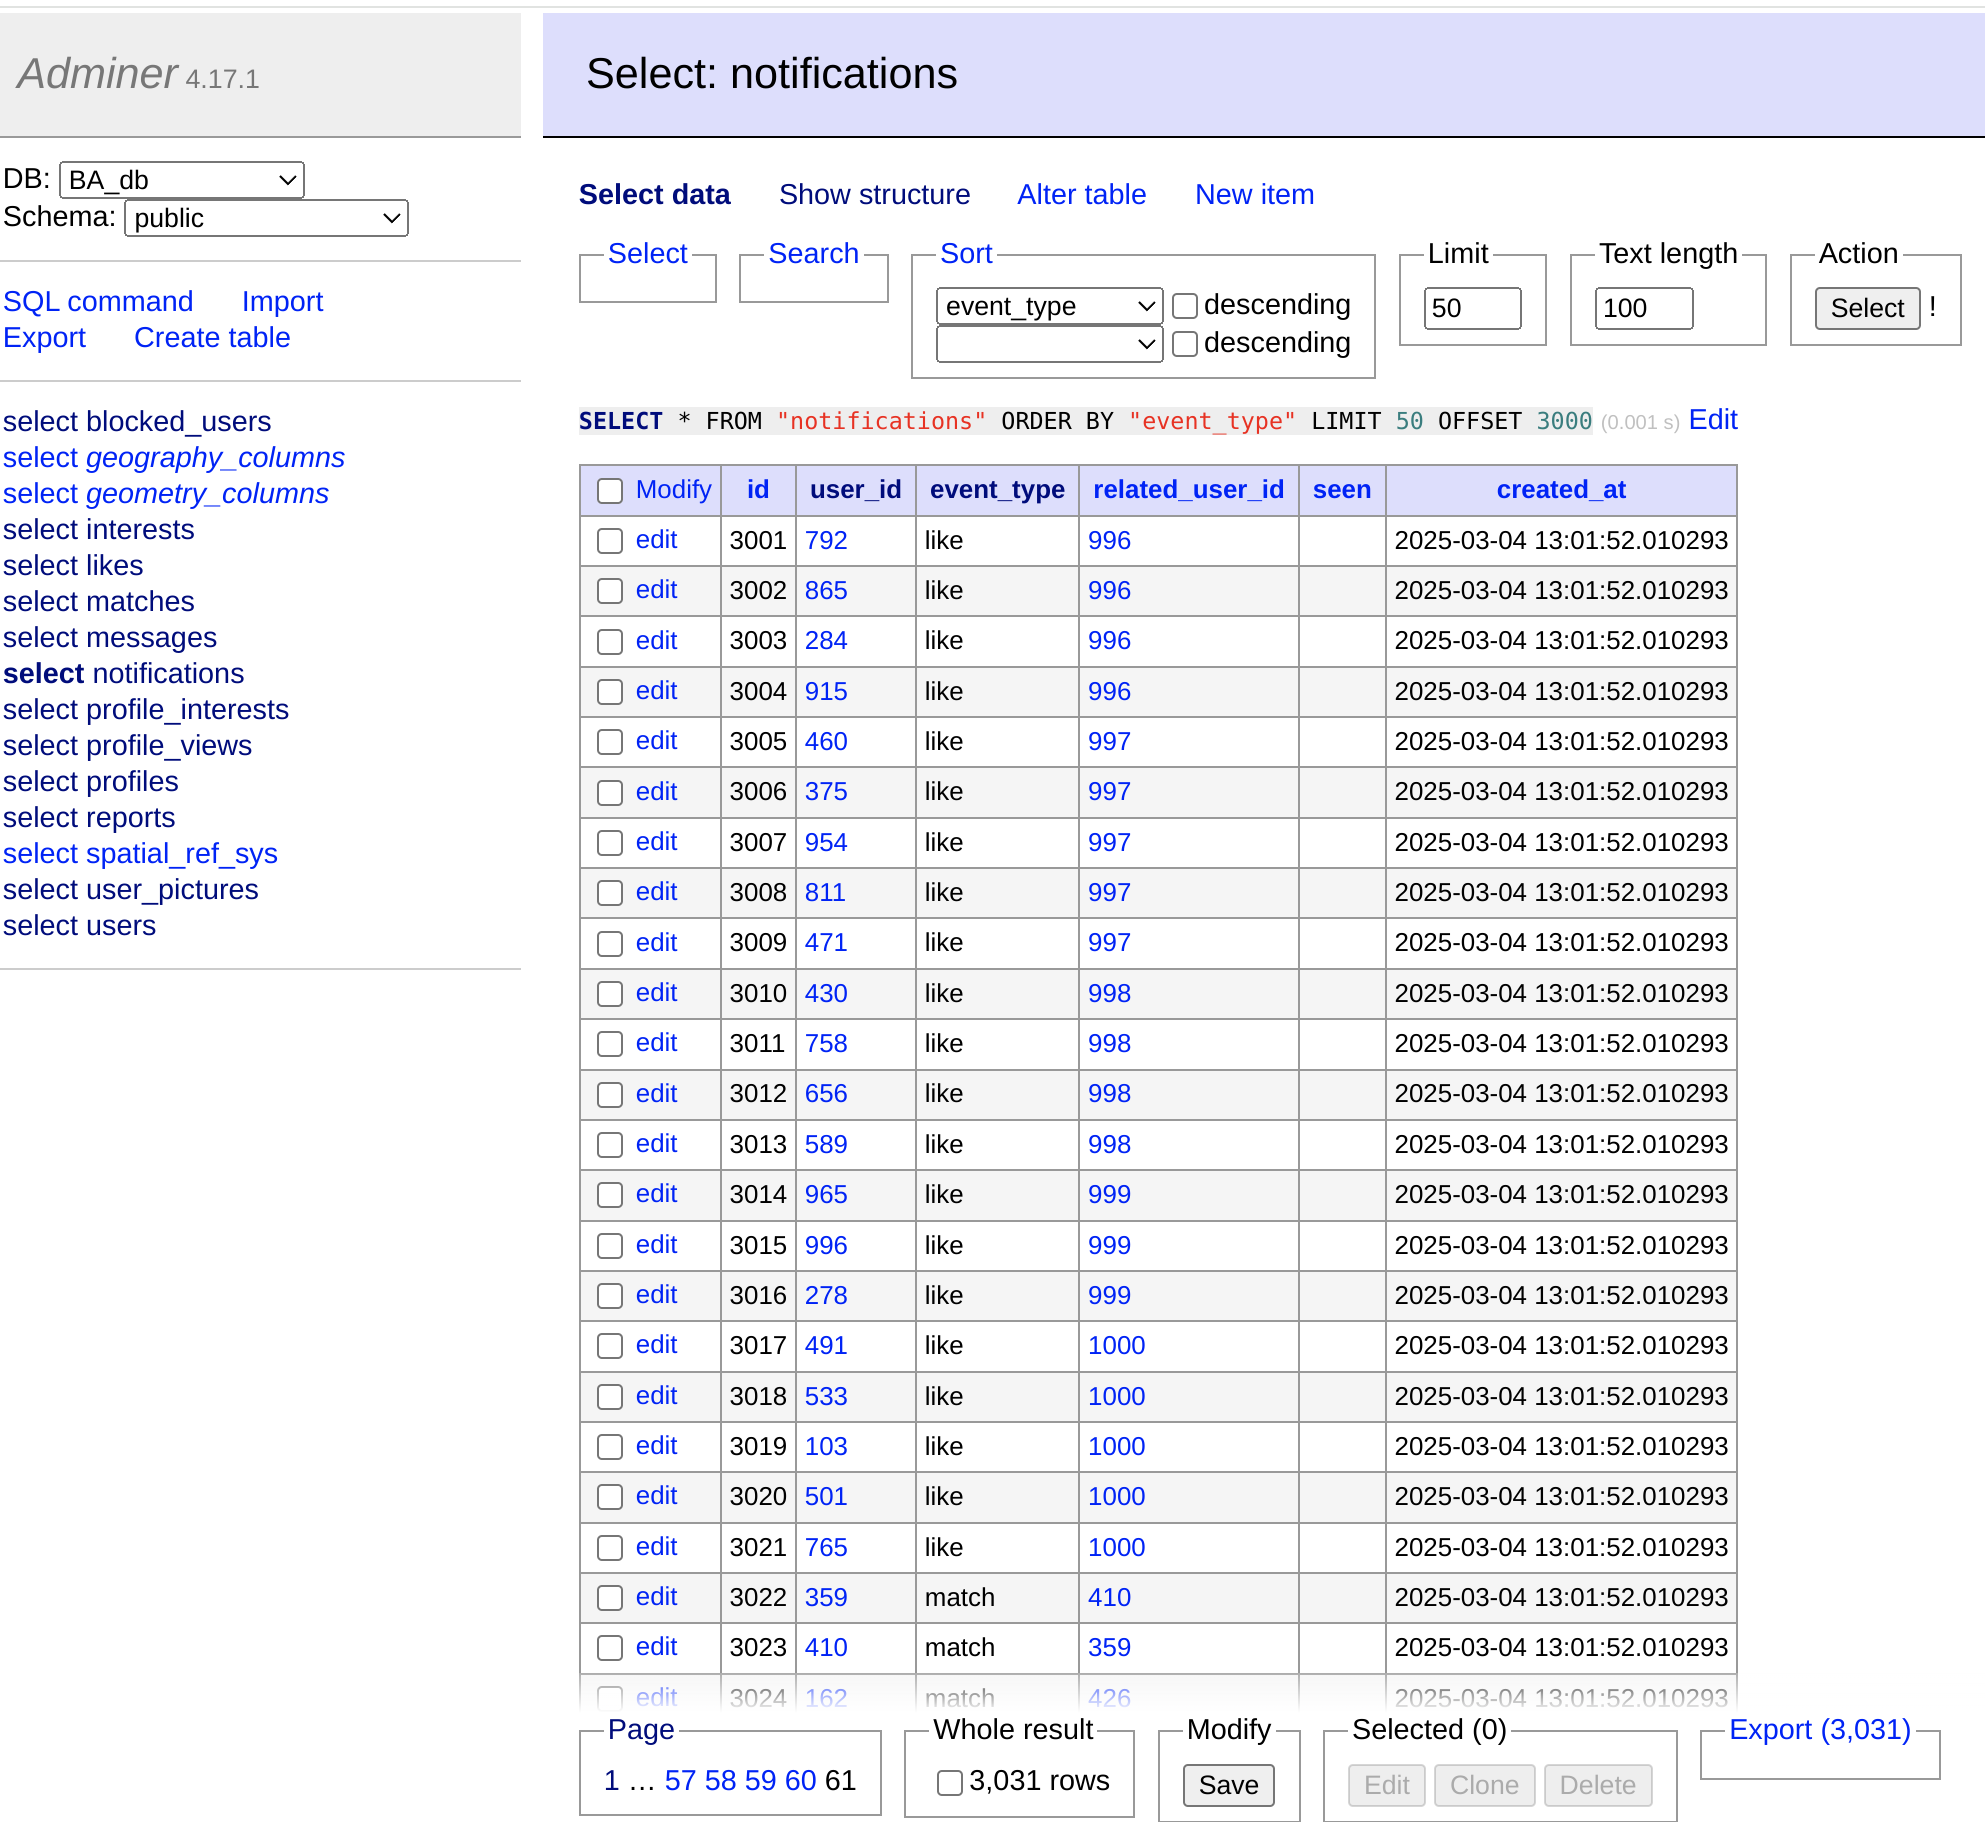 Adminer 4.17.1
DB: BA_db
Schema: public
SQL command Import
Export Create table
select blocked_users
select geography_columns
select geometry_columns
select interests
select likes
select matches
select messages
select notifications
select profile_interests
select profile_views
select profiles
select reports
select spatial_ref_sys
select user_pictures
select users
Select: notifications
Select data Show structure Alter table New item
Select Search Sort Limit Text length Action
event_type descending 50 100 Select !
descending
SELECT * FROM "notifications" ORDER BY "event_type" LIMIT 50 OFFSET 3000 (0.001 s) Edit
Modify id user_id event_type related_user_id seen created_at
edit 3001 792 like 996 2025-03-04 13:01:52.010293
edit 3002 865 like 996 2025-03-04 13:01:52.010293
edit 3003 284 like 996 2025-03-04 13:01:52.010293
edit 3004 915 like 996 2025-03-04 13:01:52.010293
edit 3005 460 like 997 2025-03-04 13:01:52.010293
edit 3006 375 like 997 2025-03-04 13:01:52.010293
edit 3007 954 like 997 2025-03-04 13:01:52.010293
edit 3008 811 like 997 2025-03-04 13:01:52.010293
edit 3009 471 like 997 2025-03-04 13:01:52.010293
edit 3010 430 like 998 2025-03-04 13:01:52.010293
edit 3011 758 like 998 2025-03-04 13:01:52.010293
edit 3012 656 like 998 2025-03-04 13:01:52.010293
edit 3013 589 like 998 2025-03-04 13:01:52.010293
edit 3014 965 like 999 2025-03-04 13:01:52.010293
edit 3015 996 like 999 2025-03-04 13:01:52.010293
edit 3016 278 like 999 2025-03-04 13:01:52.010293
edit 3017 491 like 1000 2025-03-04 13:01:52.010293
edit 3018 533 like 1000 2025-03-04 13:01:52.010293
edit 3019 103 like 1000 2025-03-04 13:01:52.010293
edit 3020 501 like 1000 2025-03-04 13:01:52.010293
edit 3021 765 like 1000 2025-03-04 13:01:52.010293
edit 3022 359 match 410 2025-03-04 13:01:52.010293
edit 3023 410 match 359 2025-03-04 13:01:52.010293
edit 3024 162 match 426 2025-03-04 13:01:52.010293
Page Whole result Modify Selected (0) Export (3,031)
1 … 57 58 59 60 61 3,031 rows Save Edit Clone Delete